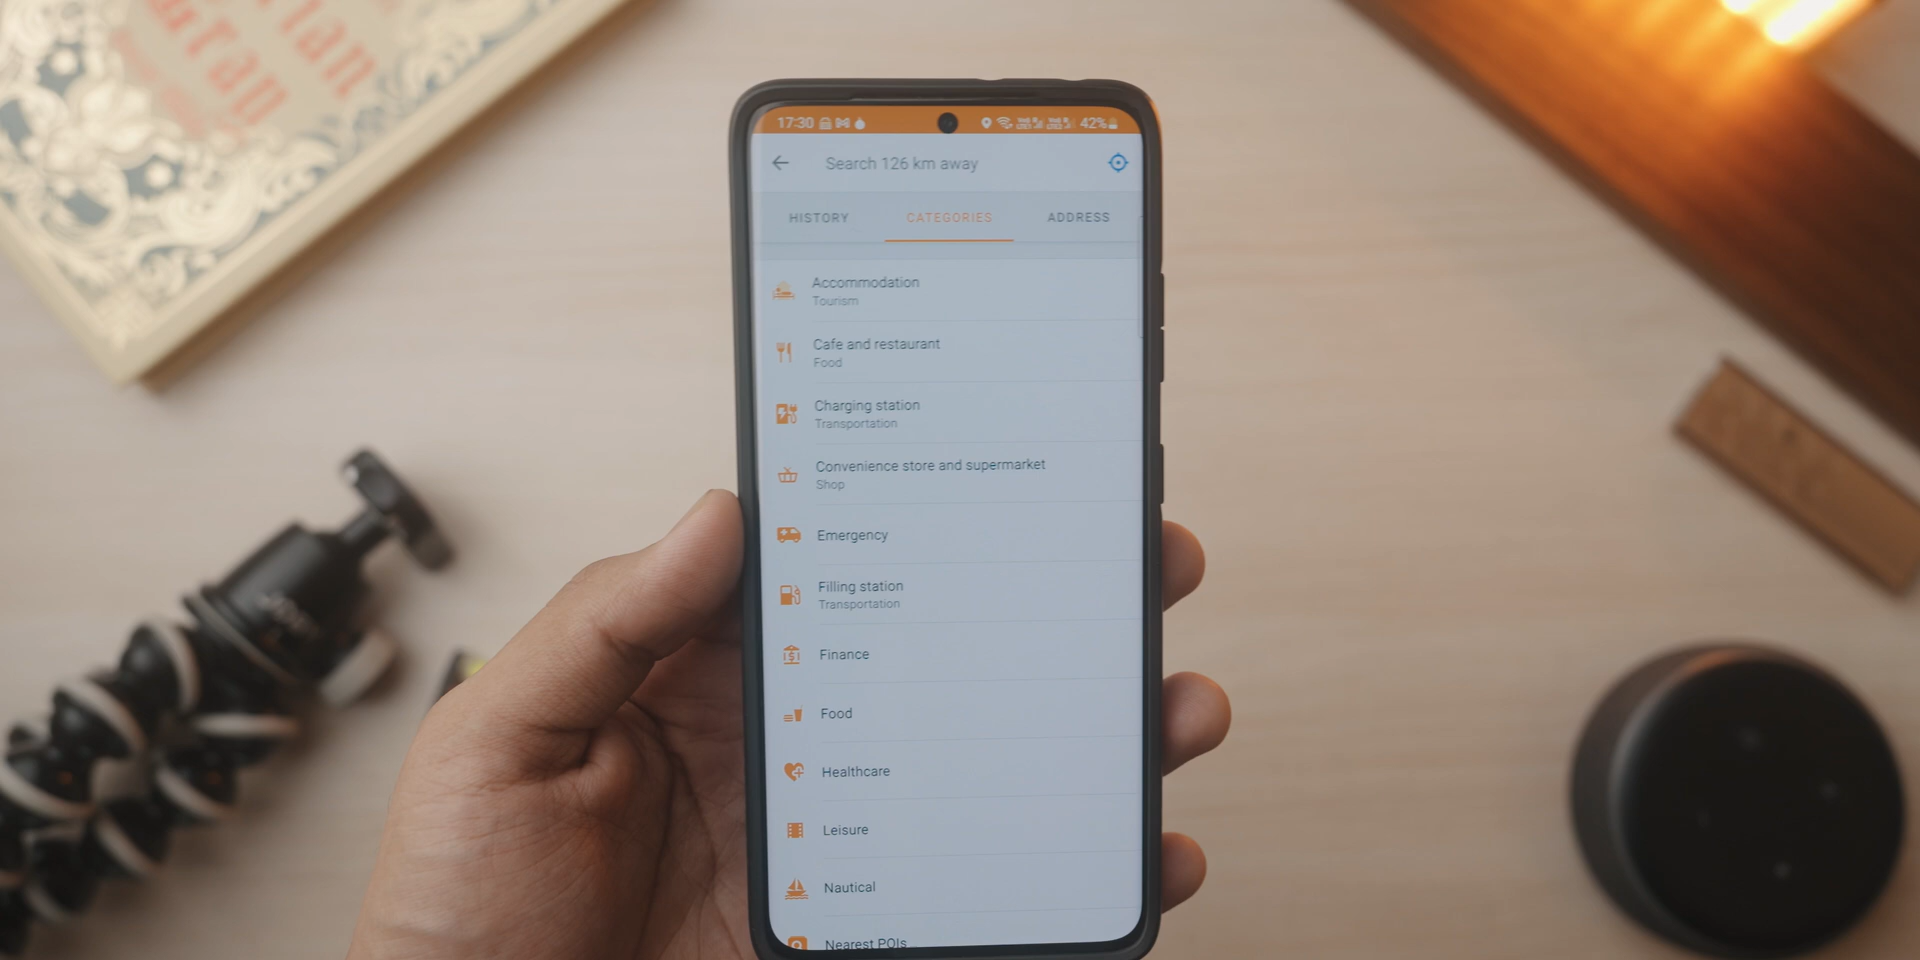 17:30
42%
Search 126 km away
HISTORY
CATEGORIES
ADDRESS
Accommodation
Tourism
Cafe and restaurant
Food
Charging station
Transportation
Convenience store and supermarket
Shop
Emergency
Filling station
Transportation
Finance
Food
Healthcare
Leisure
Nautical
Nearest POIs